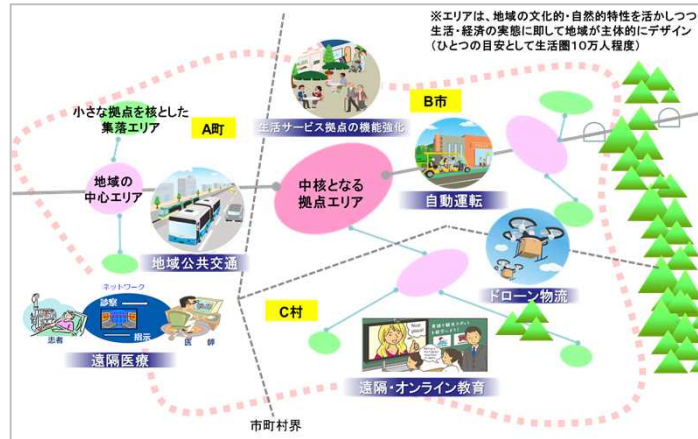 ※エリアは、地域の文化的・自然的特性を活かしつつ
生活・経済の実態に即して地域が主体的にデザイン
(ひとつの目安として生活圏10万人程度)
小さな拠点を核とした
集落エリア
A町
B市
生活サービス拠点の機能強化
地域の
中心エリア
中核となる
拠点エリア
自動運転
地域公共交通
ドローン物流
C村
ネットワーク
診察
指示
患者
医師
遠隔医療
Nice
place!
遠隔・オンライン教育
市町村界